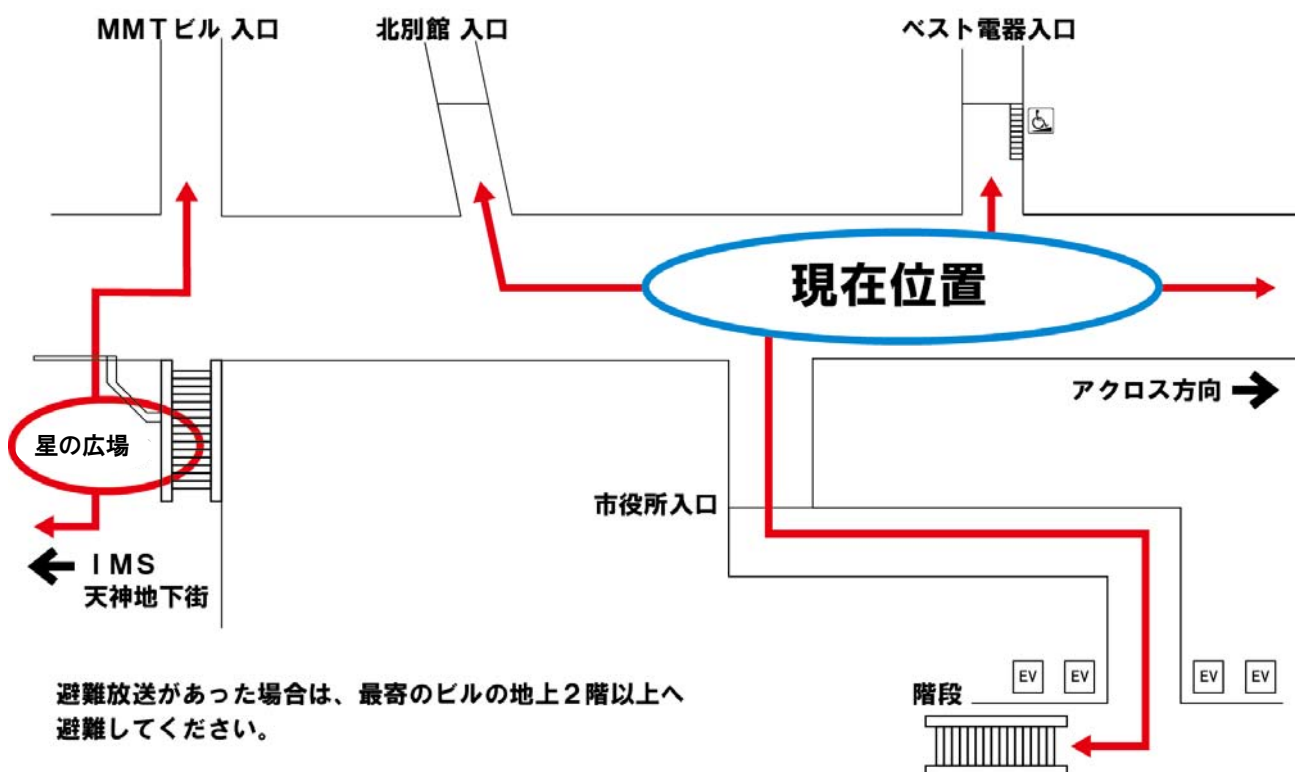 MMTビル 入口
北別館 入口
ベスト電器入口
現在位置
アクロス方向
星の広場
市役所入口
IMS
天神地下街
EV
EV
EV
EV
階段
避難放送があった場合は、最寄のビルの地上2階以上へ
避難してください。